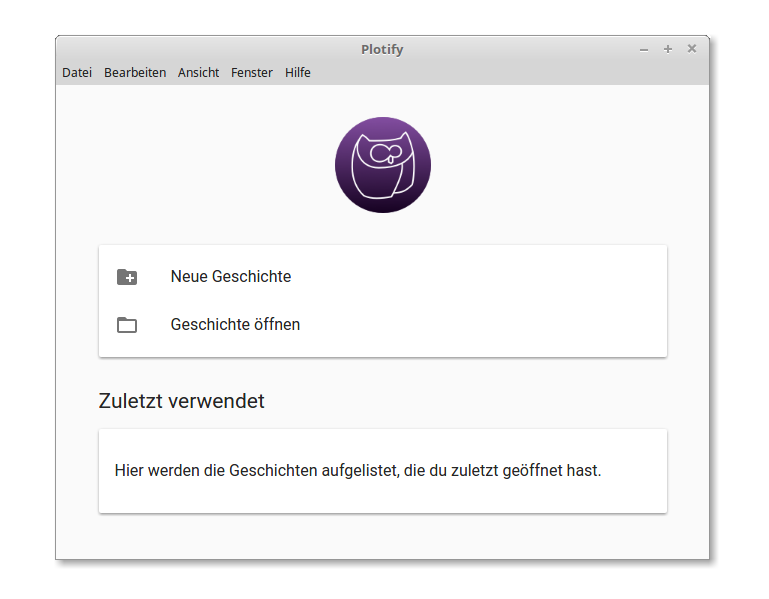 Plotify
Datei Bearbeiten Ansicht Fenster Hilfe
Neue Geschichte
Geschichte öffnen
Zuletzt verwendet
Hier werden die Geschichten aufgelistet, die du zuletzt geöffnet hast.